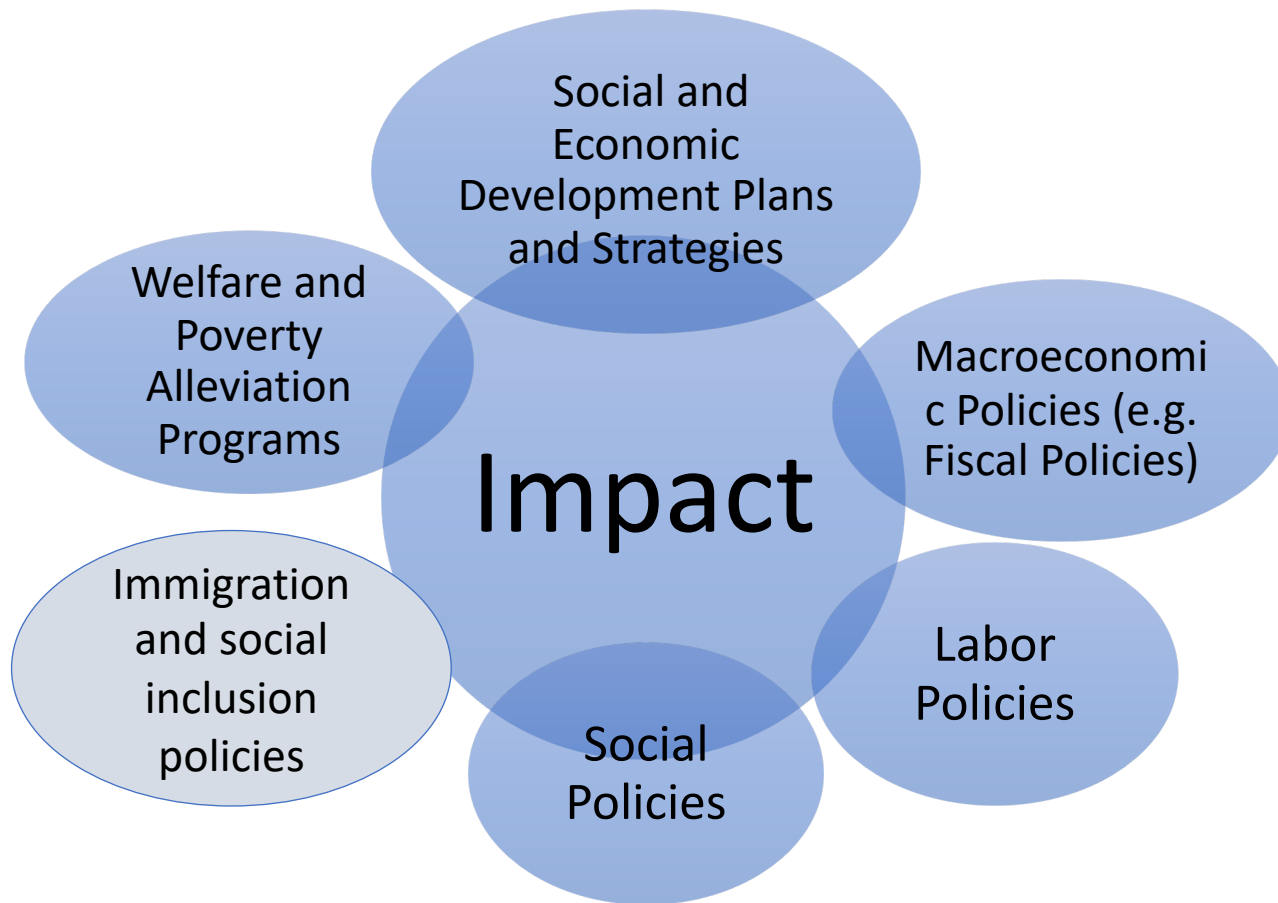 Social and
Economic
Development Plans
and Strategies
Welfare and
Poverty
Alleviation
Programs
Macroeconomi
c Policies (e.g.
Fiscal Policies)
Impact
Immigration
and social
inclusion
policies
Labor
Policies
Social
Policies